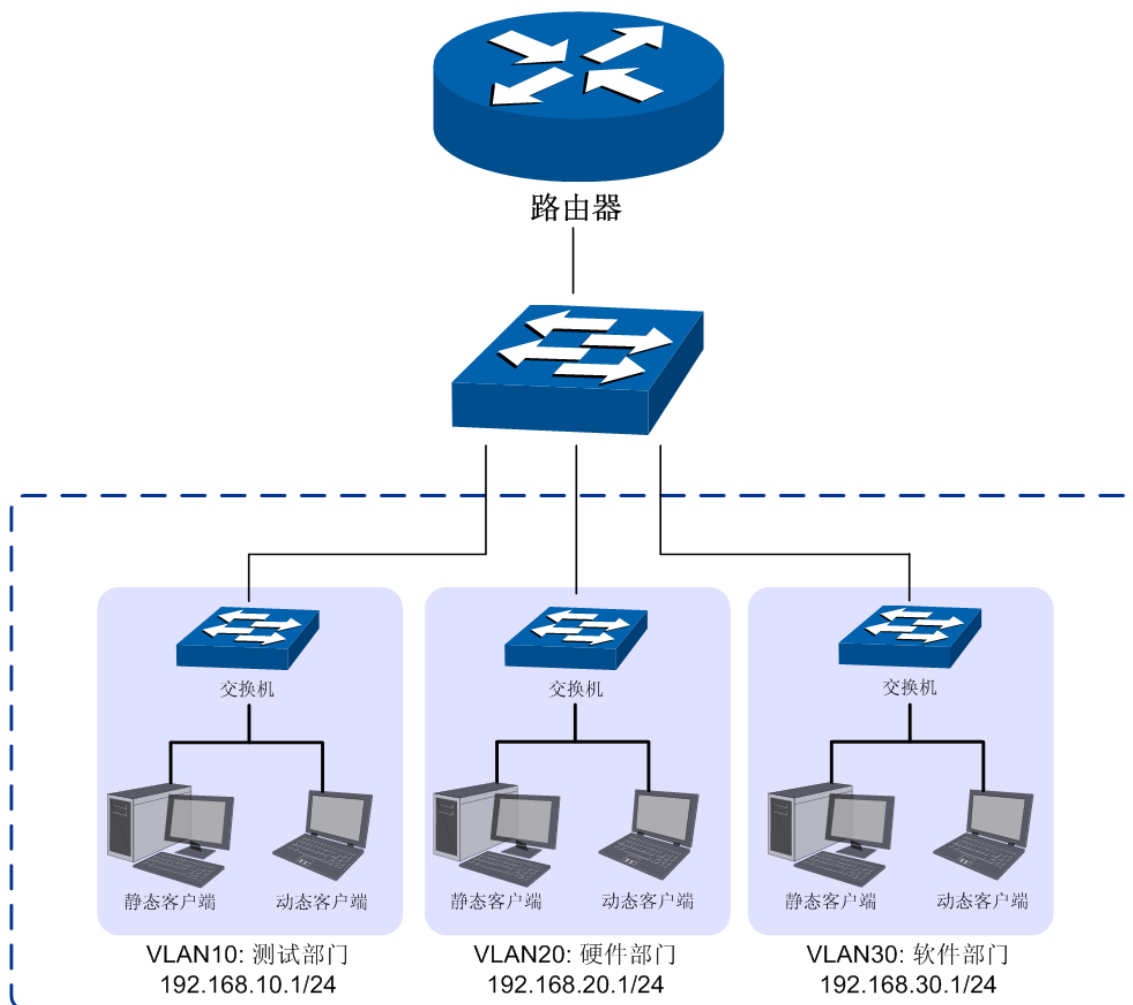 路由器
交换机
交换机
交换机
静态客户端
动态客户端
静态客户端
动态客户端
静态客户端
动态客户端
VLAN10: 测试部门
192.168.10.1/24
VLAN20: 硬件部门
192.168.20.1/24
VLAN30: 软件部门
192.168.30.1/24